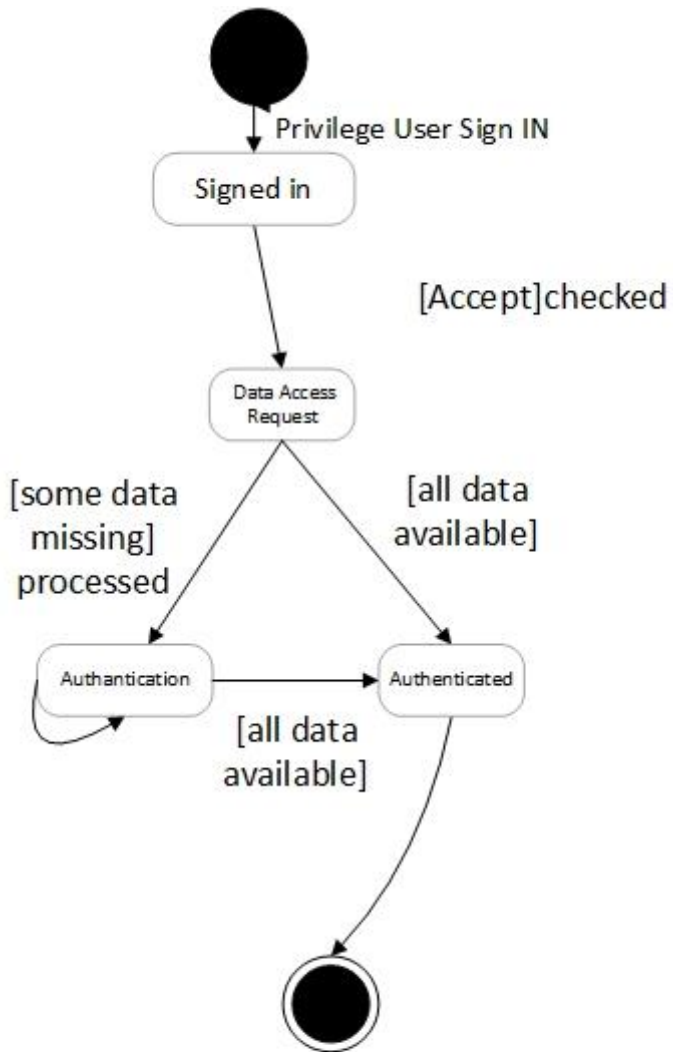 Privilege User Sign IN
Signed in
[Accept]checked
Data Access
Request
[some data
missing]
processed
[all data
available]
Authantication
Authenticated
[all data
available]